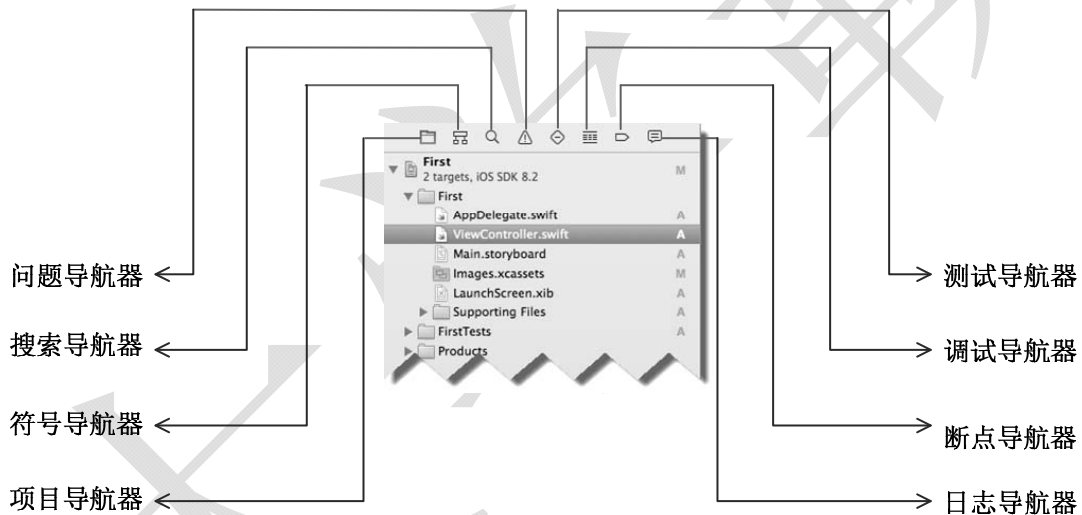 First
M
2 targets, iOS SDK 8.2
First
AppDelegate.swift A
ViewController.swift A
Main.storyboard A
Images.xcassets M
LaunchScreen.xib A
Supporting Files A
FirstTests A
Products
问题导航器
搜索导航器
符号导航器
项目导航器
测试导航器
调试导航器
断点导航器
日志导航器